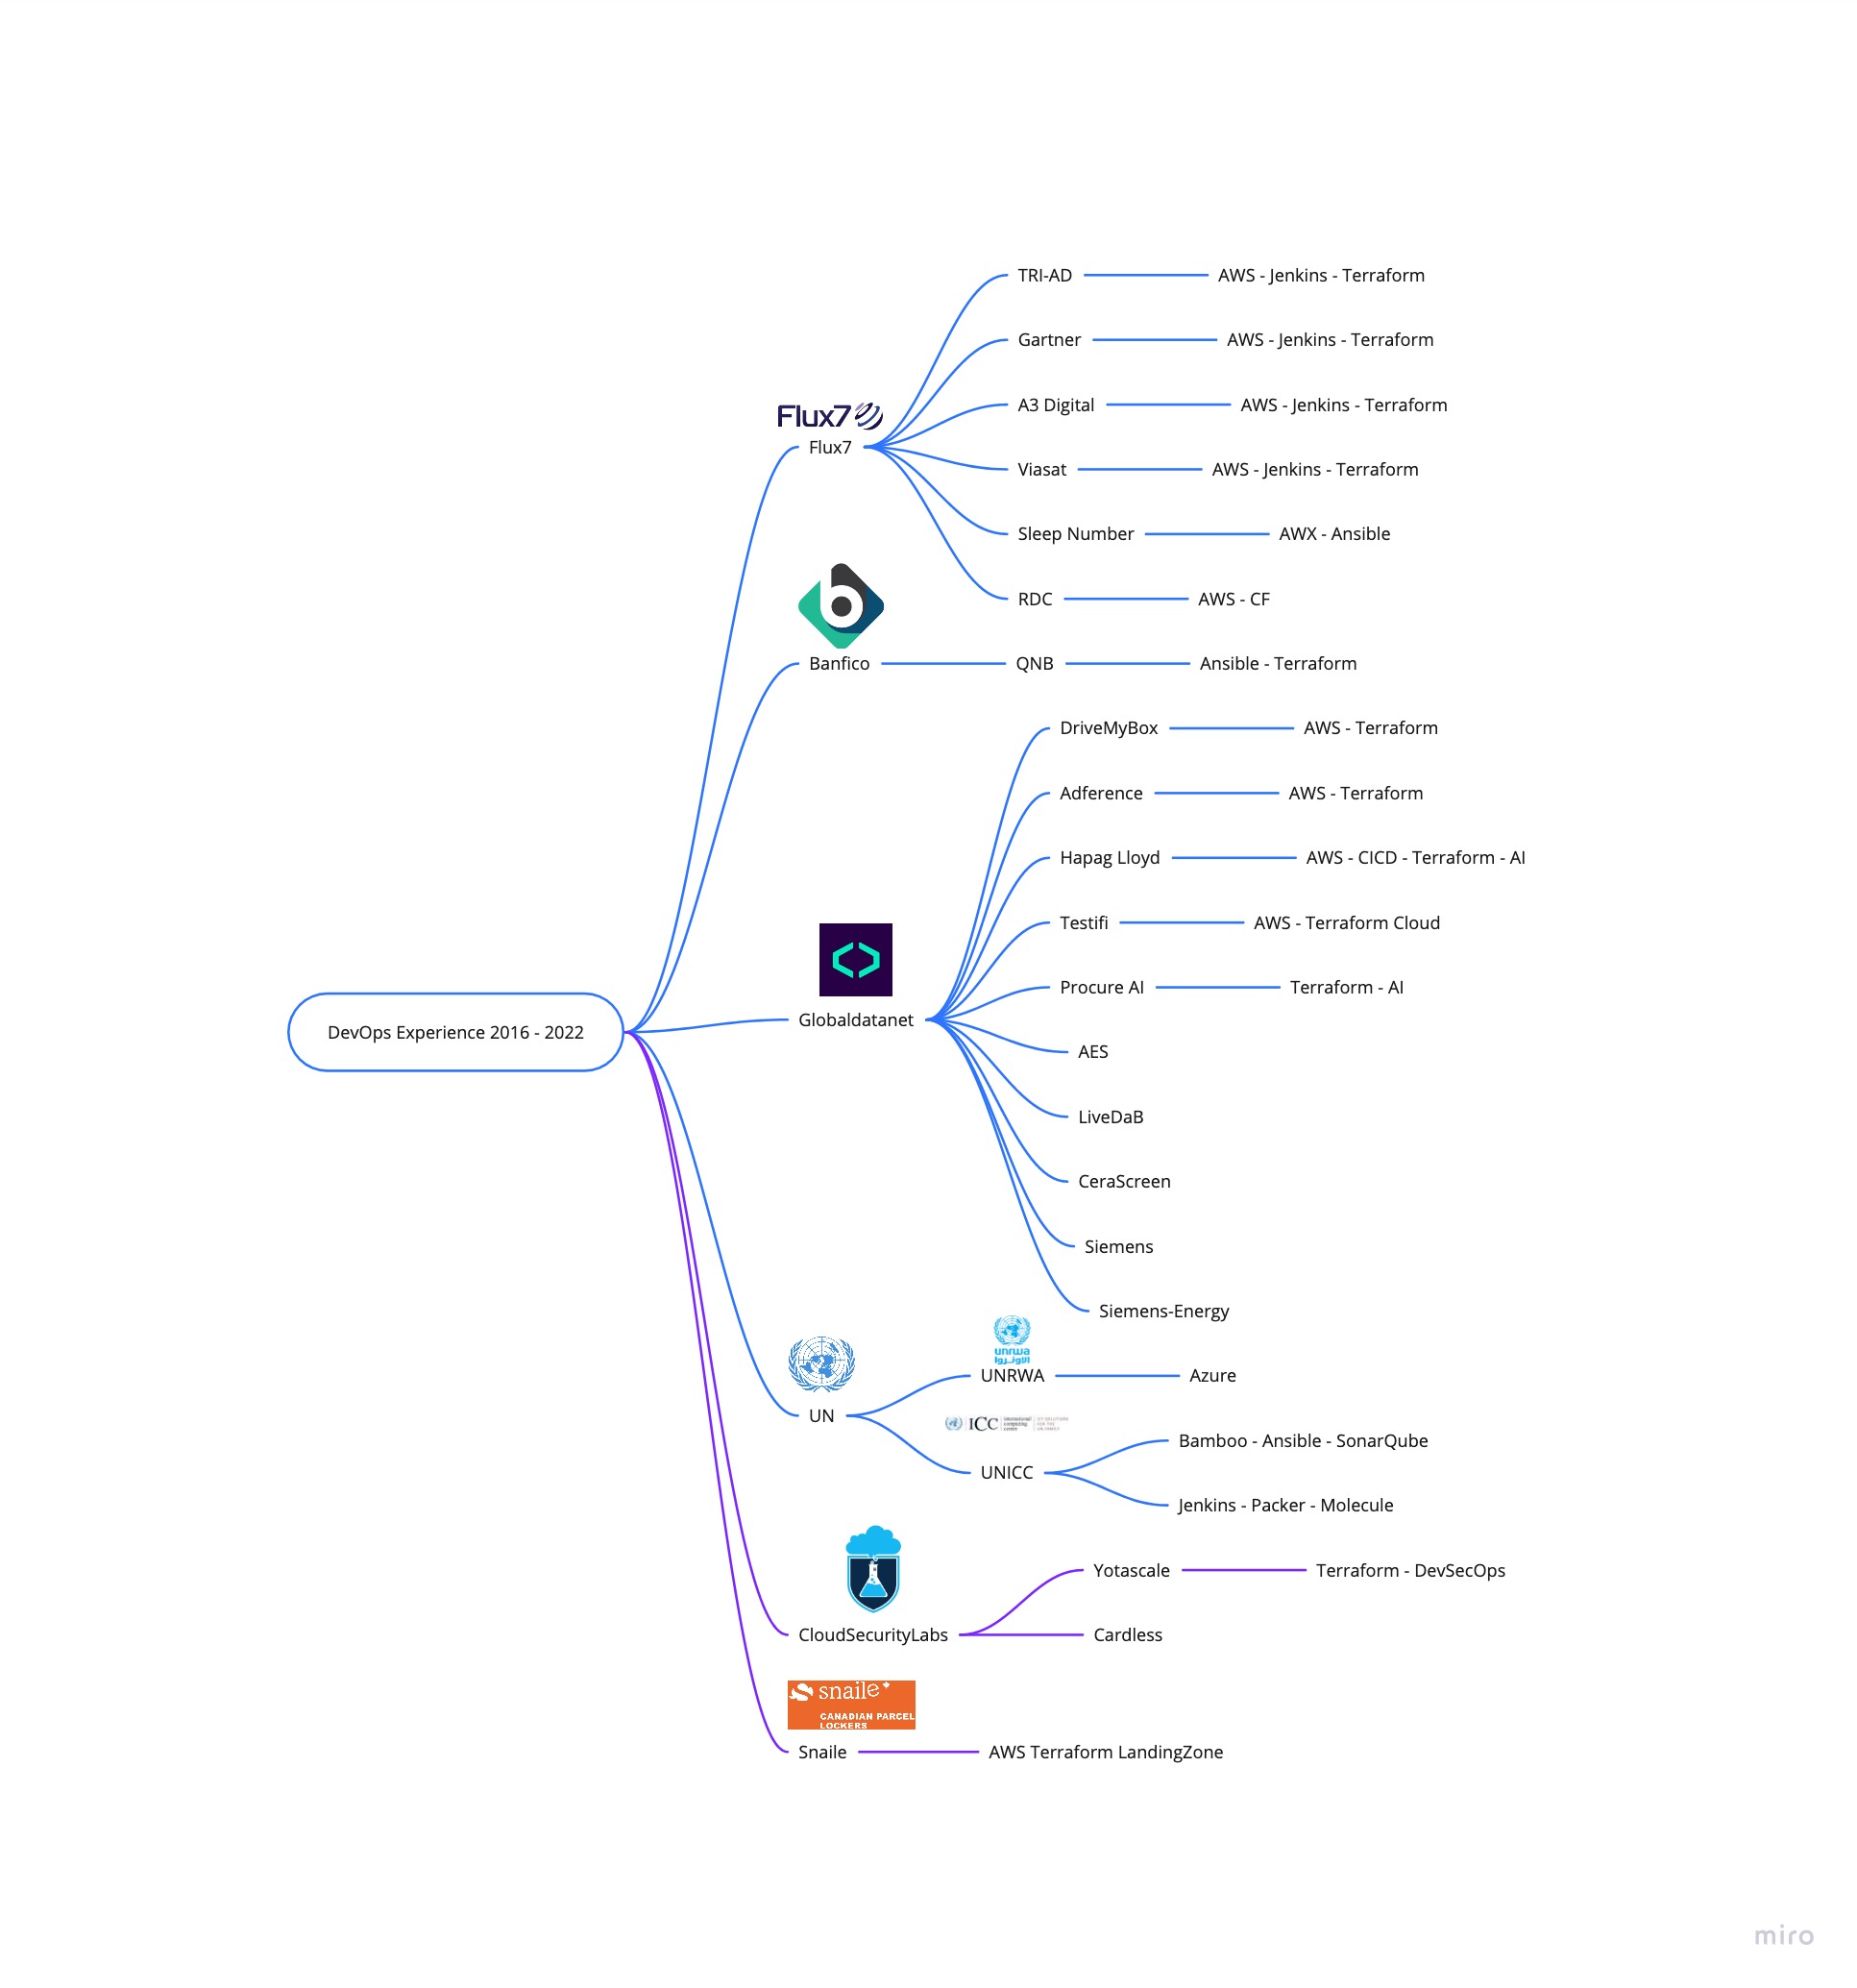 TRI-AD
AWS - Jenkins - Terraform
Gartner
AWS - Jenkins - Terraform
A3 Digital
AWS - Jenkins - Terraform
Flux7
Flux7
Viasat
AWS - Jenkins - Terraform
Sleep Number
AWX - Ansible
RDC
AWS - CF
b
Banfico
QNB
Ansible - Terraform
DriveMyBox
AWS - Terraform
Adference
AWS - Terraform
Hapag Lloyd
AWS - CICD - Terraform - AI
Testifi
AWS - Terraform Cloud
Procure AI
Terraform - AI
Globaldatanet
DevOps Experience 2016 - 2022
AES
LiveDaB
CeraScreen
Siemens
Siemens-Energy
unrwa
الاونروا
UNRWA
Azure
UN
ICC
international
computing
centre
UNICC
Bamboo - Ansible - SonarQube
Jenkins - Packer - Molecule
Yotascale
Terraform - DevSecOps
CloudSecurityLabs
Cardless
snaile
CANADIAN PARCEL
LOCKERS
Snaile
AWS Terraform LandingZone
miro